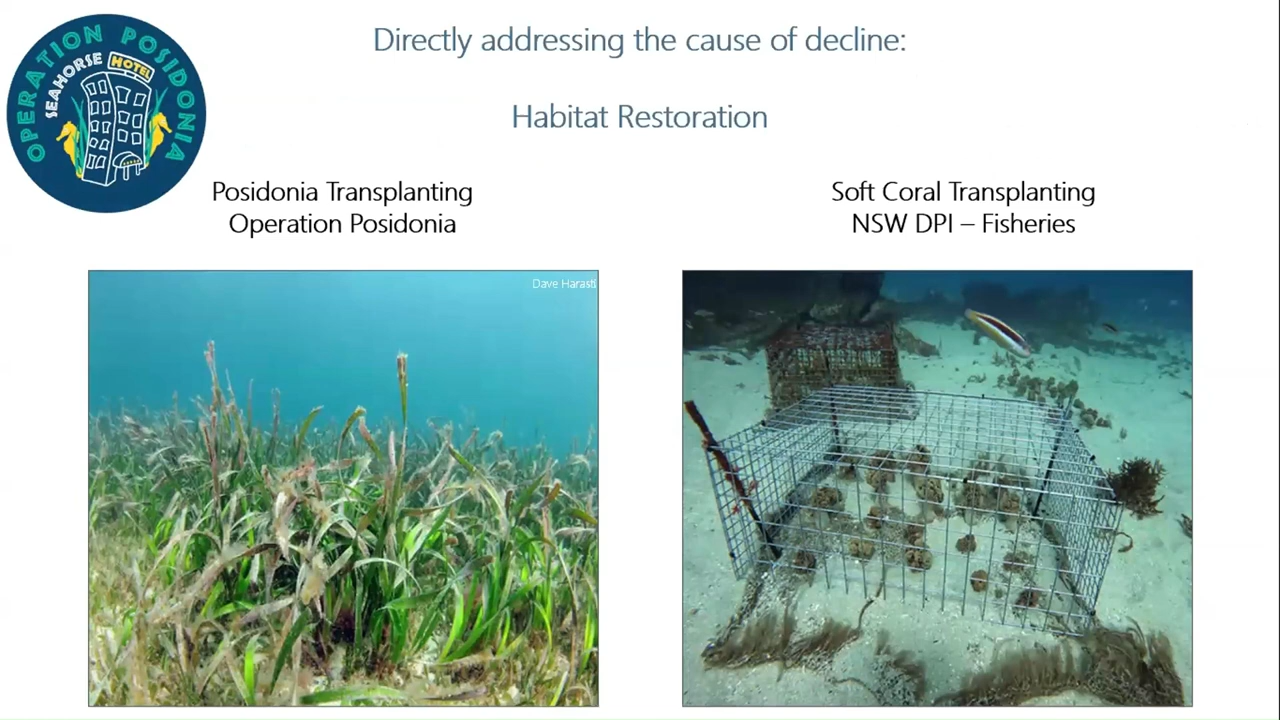 OPERATION POSIDONIA
SEAHORSE
HOTEL
Directly addressing the cause of decline:
Habitat Restoration
Posidonia Transplanting
Operation Posidonia
Soft Coral Transplanting
NSW DPI – Fisheries
Dave Harasti